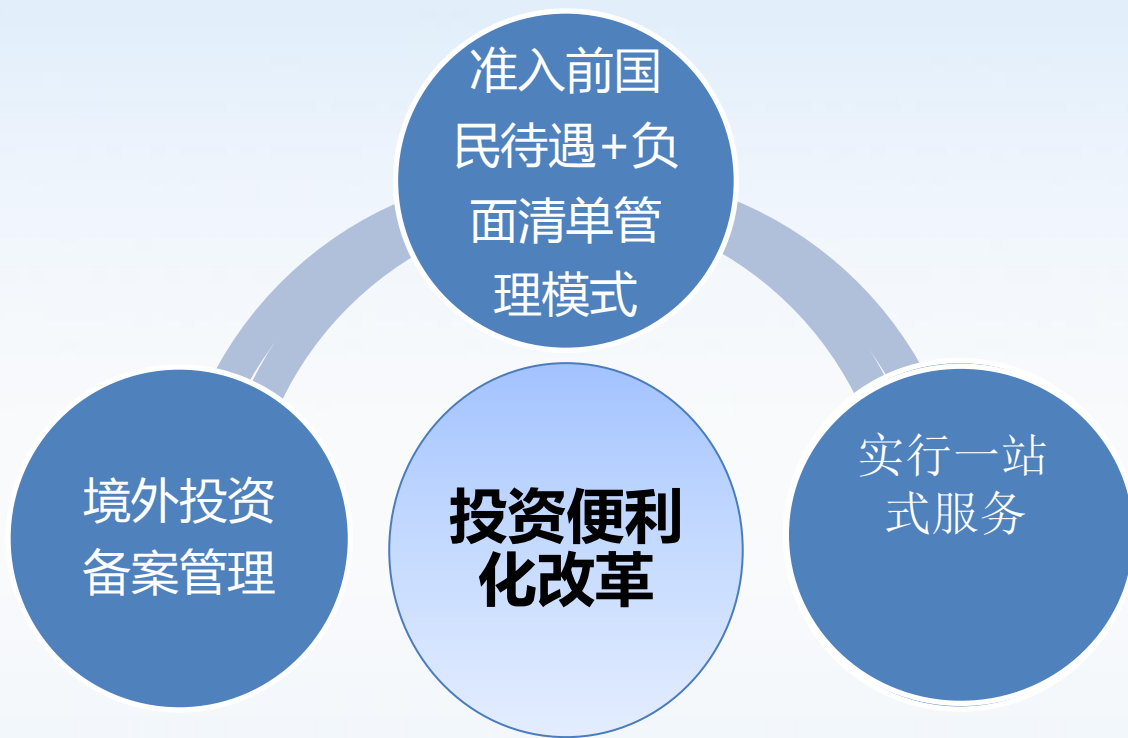 准入前国
民待遇+负
面清单管
理模式
境外投资
备案管理
投资便利
化改革
实行一站
式服务